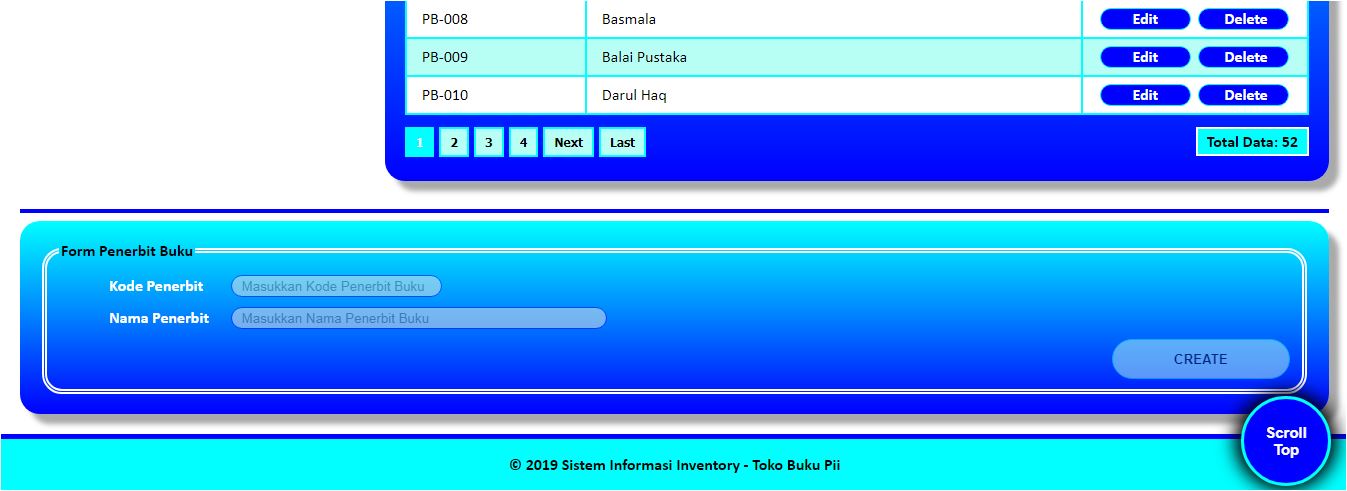 PB-008 Basmala Edit Delete
PB-009 Balai Pustaka Edit Delete
PB-010 Darul Haq Edit Delete
1 2 3 4 Next Last Total Data: 52
Form Penerbit Buku
Kode Penerbit Masukkan Kode Penerbit Buku
Nama Penerbit Masukkan Nama Penerbit Buku
CREATE
Scroll
Top
© 2019 Sistem Informasi Inventory - Toko Buku Pii